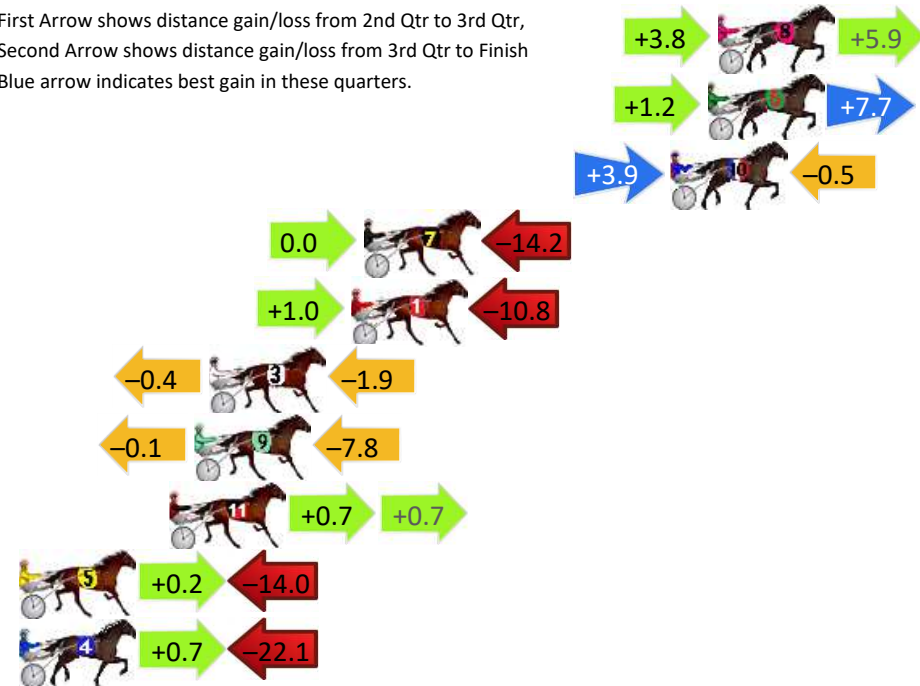 First Arrow shows distance gain/loss from 2nd Qtr to 3rd Qtr,
Second Arrow shows distance gain/loss from 3rd Qtr to Finish
Blue arrow indicates best gain in these quarters.
+3.8 8 +5.9
+1.2 +7.7
+3.9 10 –0.5
0.0 7 –14.2
+1.0 1 –10.8
–0.4 3 –1.9
–0.1 9 –7.8
11 +0.7 +0.7
5 +0.2 –14.0
4 +0.7 –22.1